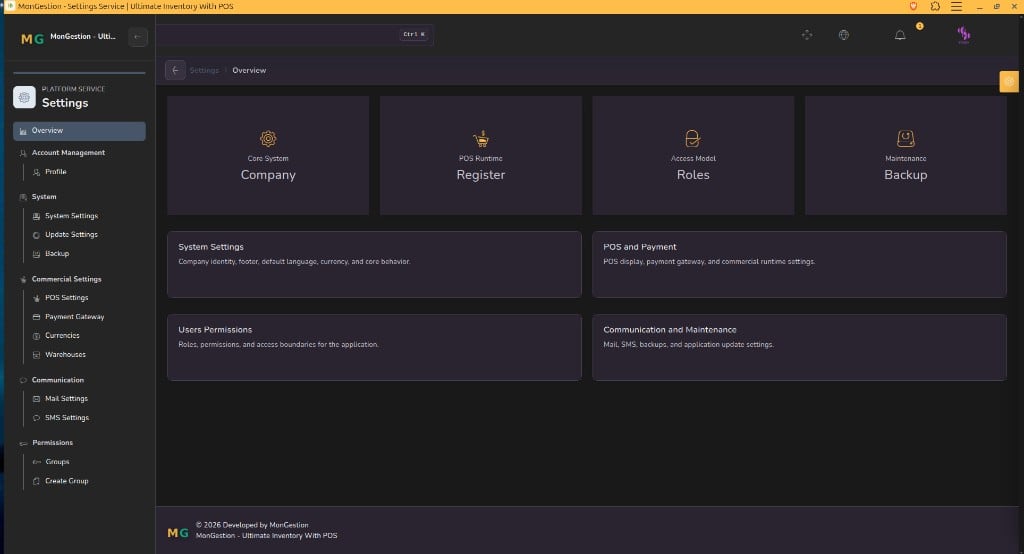 MonGestion - Settings Service | Ultimate Inventory With POS
MG MonGestion - Ulti...
Ctrl K
1
PLATFORM SERVICE
Settings
Overview
Account Management
Profile
System
System Settings
Update Settings
Backup
Commercial Settings
POS Settings
Payment Gateway
Currencies
Warehouses
Communication
Mail Settings
SMS Settings
Permissions
Groups
Create Group
Settings Overview
Core System
Company
POS Runtime
Register
Access Model
Roles
Maintenance
Backup
System Settings
Company identity, footer, default language, currency, and core behavior.
POS and Payment
POS display, payment gateway, and commercial runtime settings.
Users Permissions
Roles, permissions, and access boundaries for the application.
Communication and Maintenance
Mail, SMS, backups, and application update settings.
MG
© 2026 Developed by MonGestion
MonGestion - Ultimate Inventory With POS